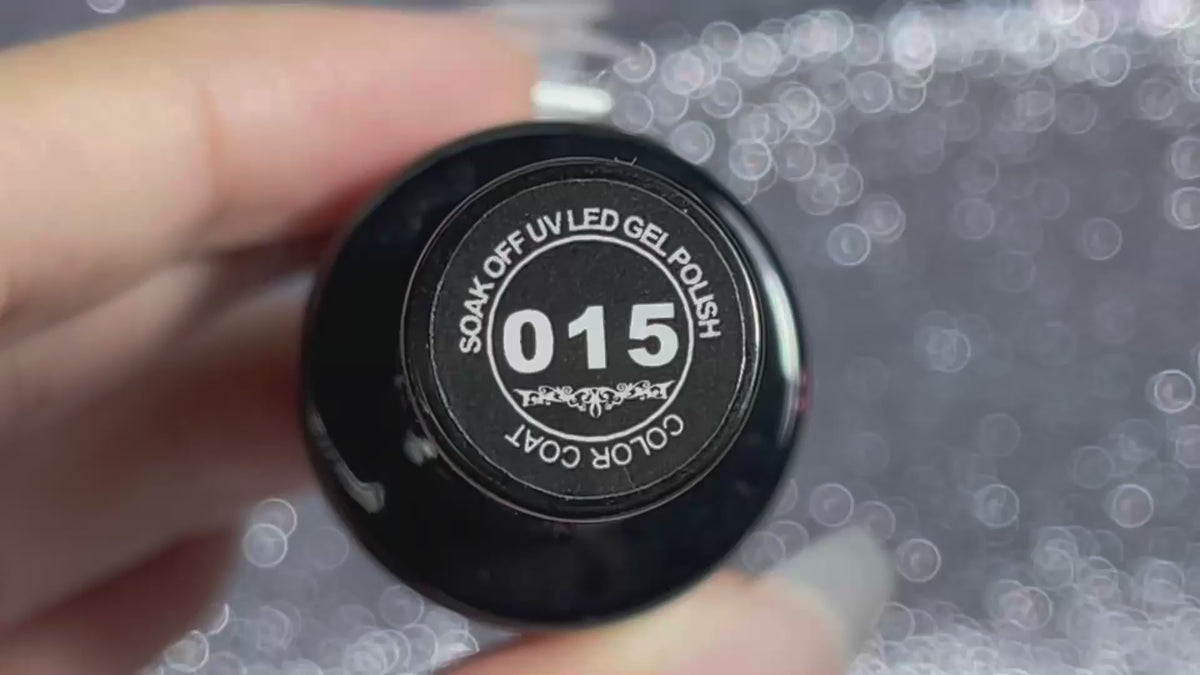 SOAK OFF UV LED GEL POLISH
015
COLOR COAT